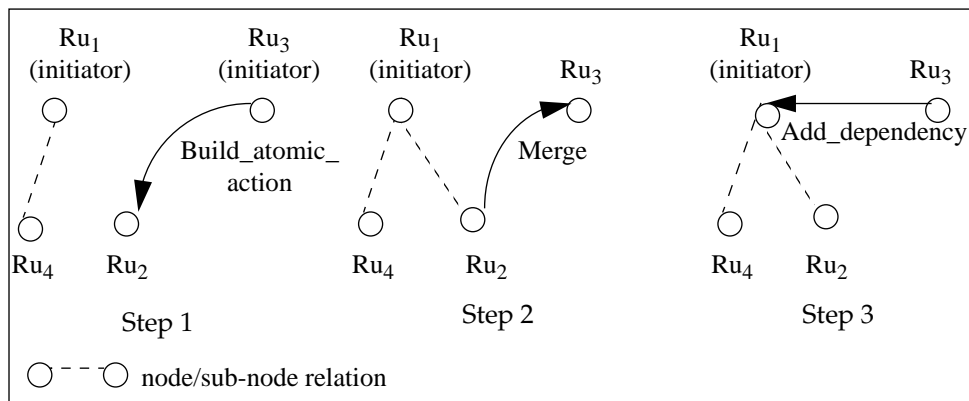 Ru1
(initiator)
Ru3
(initiator)
Build_atomic_
action
Ru4
Ru2
Step 1
Ru1
(initiator)
Ru3
Merge
Ru4
Ru2
Step 2
Ru1
(initiator)
Ru3
Add_dependency
Ru4
Ru2
Step 3
node/sub-node relation